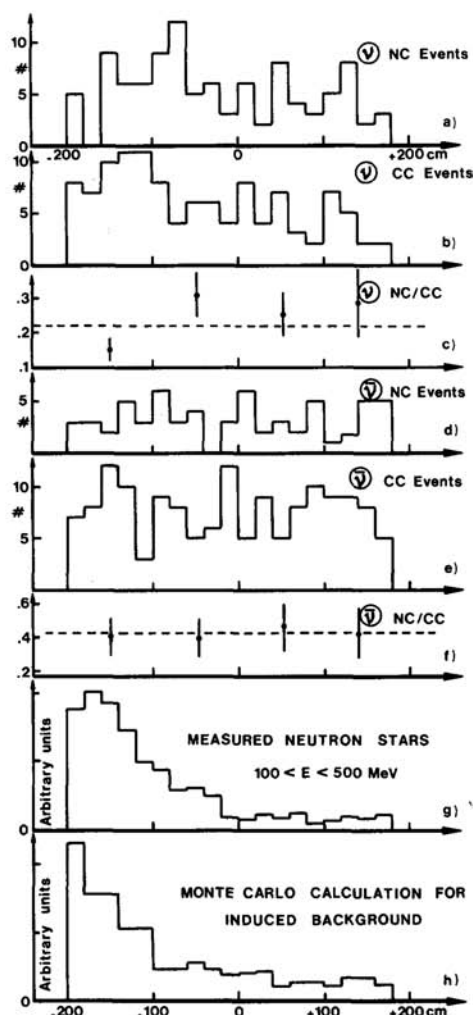 10
#
5
0
ν NC Events
a)
.200
.100
0
+100
+200 cm
10
#
5
0
ν CC Events
b)
.3
.2
.1
ν NC/CC
c)
5
#
ν̄ NC Events
d)
10
#
5
ν̄ CC Events
e)
.6
.4
.2
ν̄ NC/CC
f)
Arbitrary units
0
MEASURED NEUTRON STARS
100 < E < 500 MeV
g)
Arbitrary units
0
MONTE CARLO CALCULATION FOR
INDUCED BACKGROUND
h)
.200
.100
0
+100
+200 cm